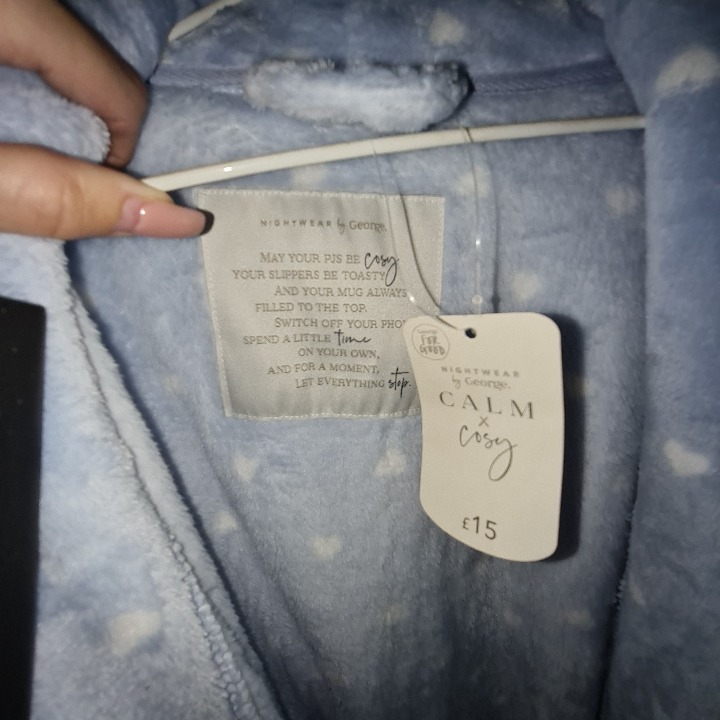 NIGHTWEAR by George.
MAY YOUR PJS BE cosy
YOUR SLIPPERS BE TOASTY
AND YOUR MUG ALWAYS
FILLED TO THE TOP.
SWITCH OFF YOUR
SPEND A LITTLE time
ON YOUR OWN,
AND FOR A MOMENT,
LET EVERYTHING stop.
George
FOR
GOOD
NIGHTWEAR
by George.
CALM
x
cosy
£15